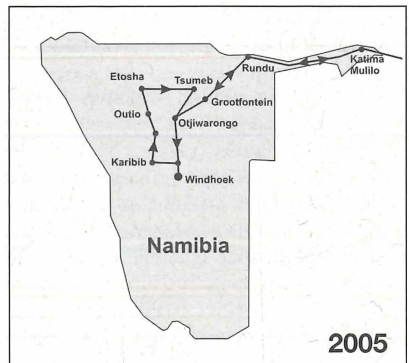 Rundu
Katima
Mulilo
Etosha
Tsumeb
Grootfontein
Outio
Otjiwarongo
Karibib
Windhoek
Namibia
2005